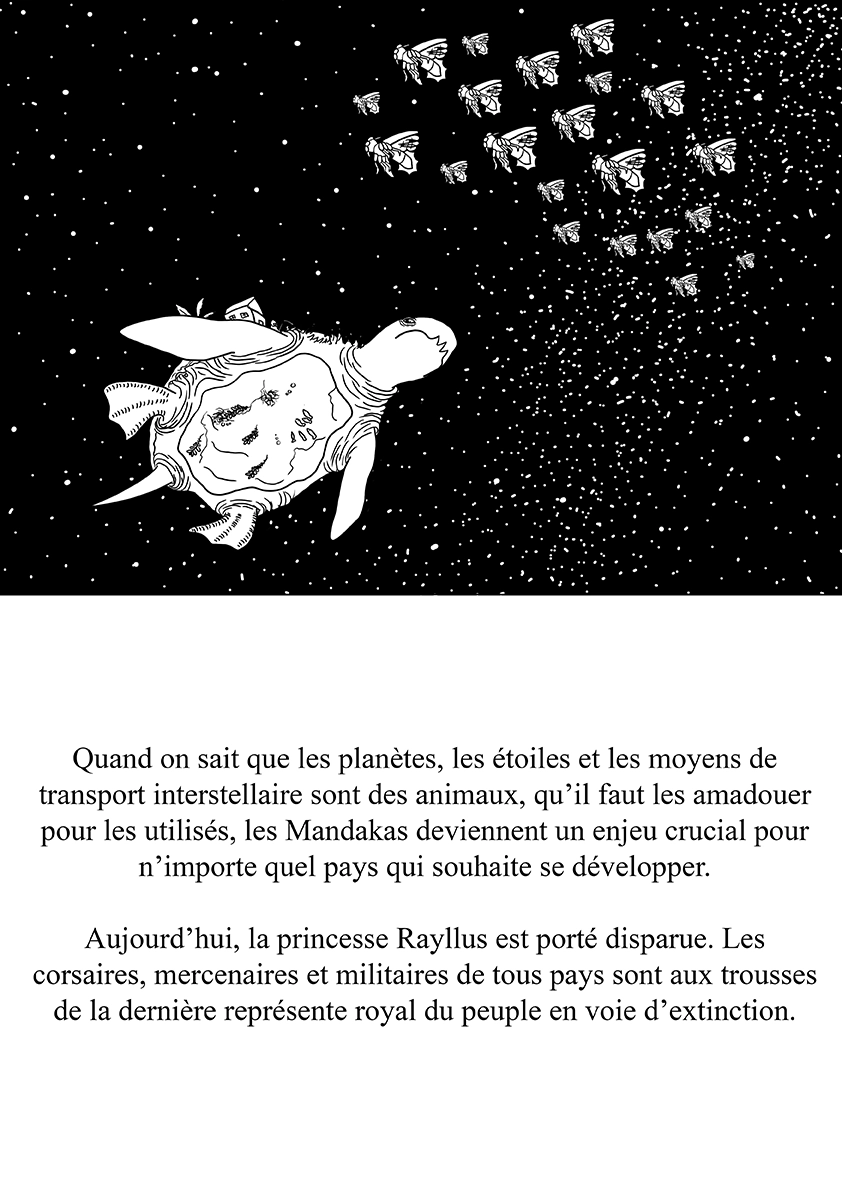 Quand on sait que les planètes, les étoiles et les moyens de
transport interstellaire sont des animaux, qu’il faut les amadouer
pour les utilisés, les Mandakas deviennent un enjeu crucial pour
n’importe quel pays qui souhaite se développer.
Aujourd’hui, la princesse Rayllus est porté disparue. Les
corsaires, mercenaires et militaires de tous pays sont aux trousses
de la dernière représente royal du peuple en voie d’extinction.